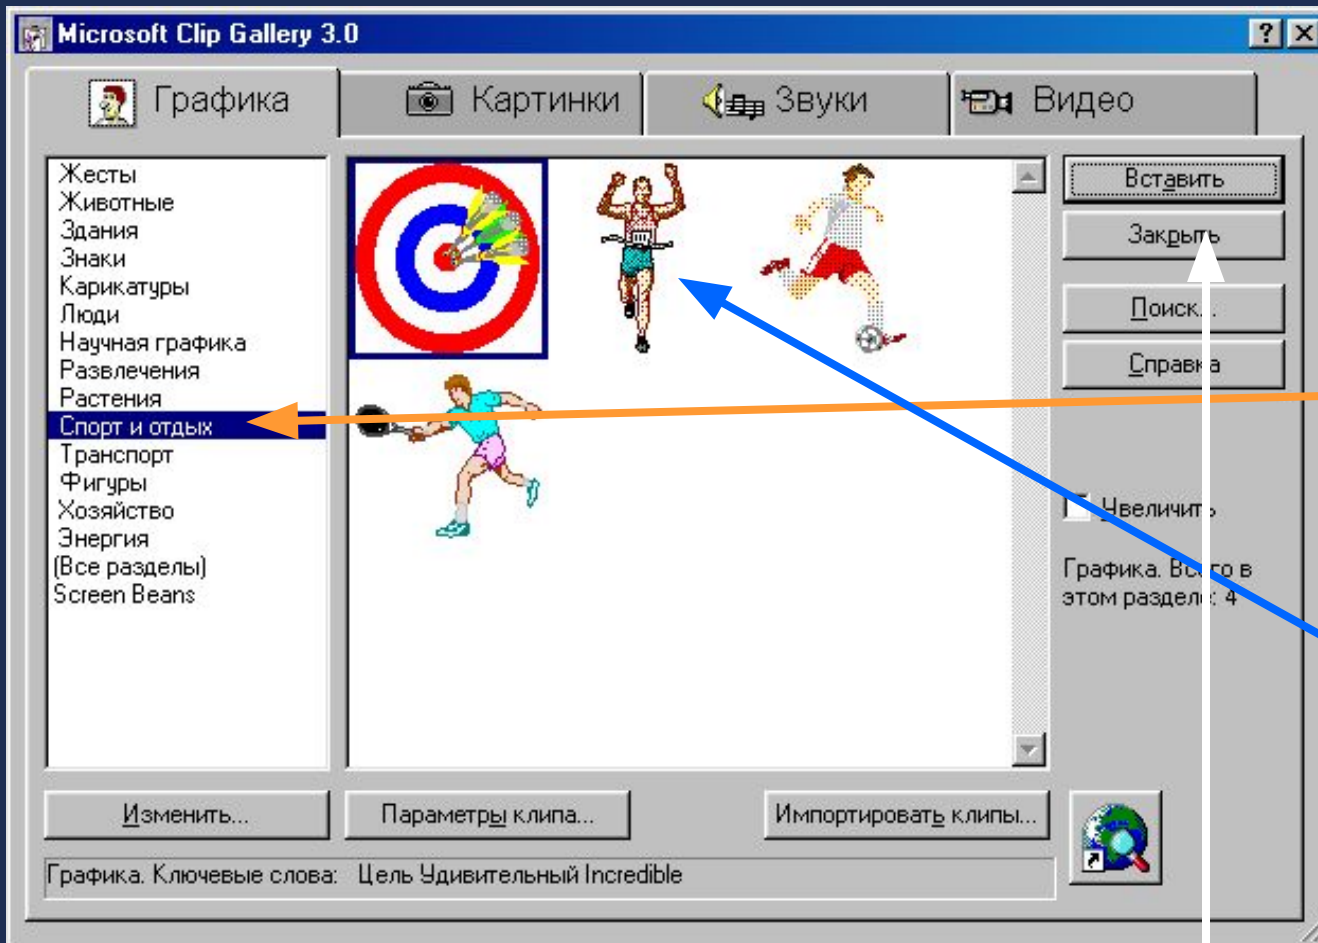 Microsoft Clip Gallery 3.0
Графика
Картинки
Звуки
Видео
Жесты
Животные
Здания
Знаки
Карикатуры
Люди
Научная графика
Развлечения
Растения
Спорт и отдых
Транспорт
Фигуры
Хозяйство
Энергия
(Все разделы)
Screen Beans
Вставить
Закрыть
Поиск...
Справка
Увеличить
Графика. Всего в
этом разделе: 4
Изменить...
Параметры клипа...
Импортировать клипы...
Графика. Ключевые слова: Цель Удивительный Incredible